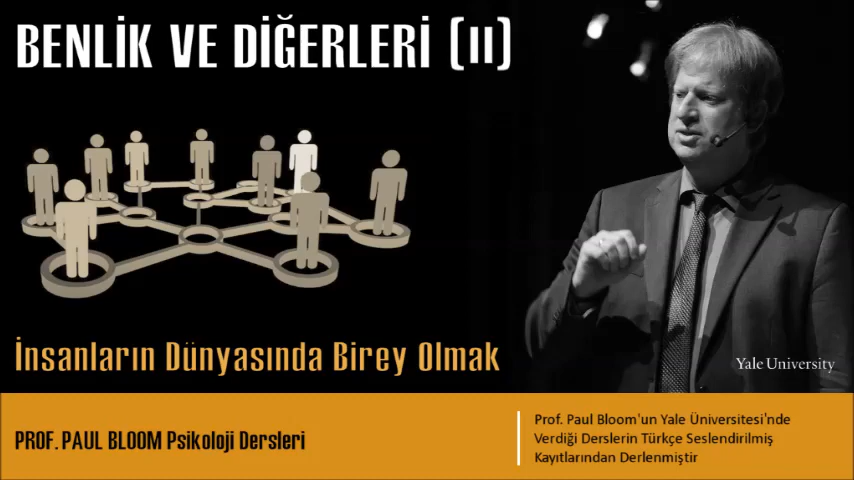 BENLİK VE DİĞERLERİ (II)
İnsanların Dünyasında Birey Olmak
Yale University
PROF. PAUL BLOOM Psikoloji Dersleri
Prof. Paul Bloom'un Yale Üniversitesi'nde
Verdiği Derslerin Türkçe Seslendirilmiş
Kayıtlarından Derlenmiştir